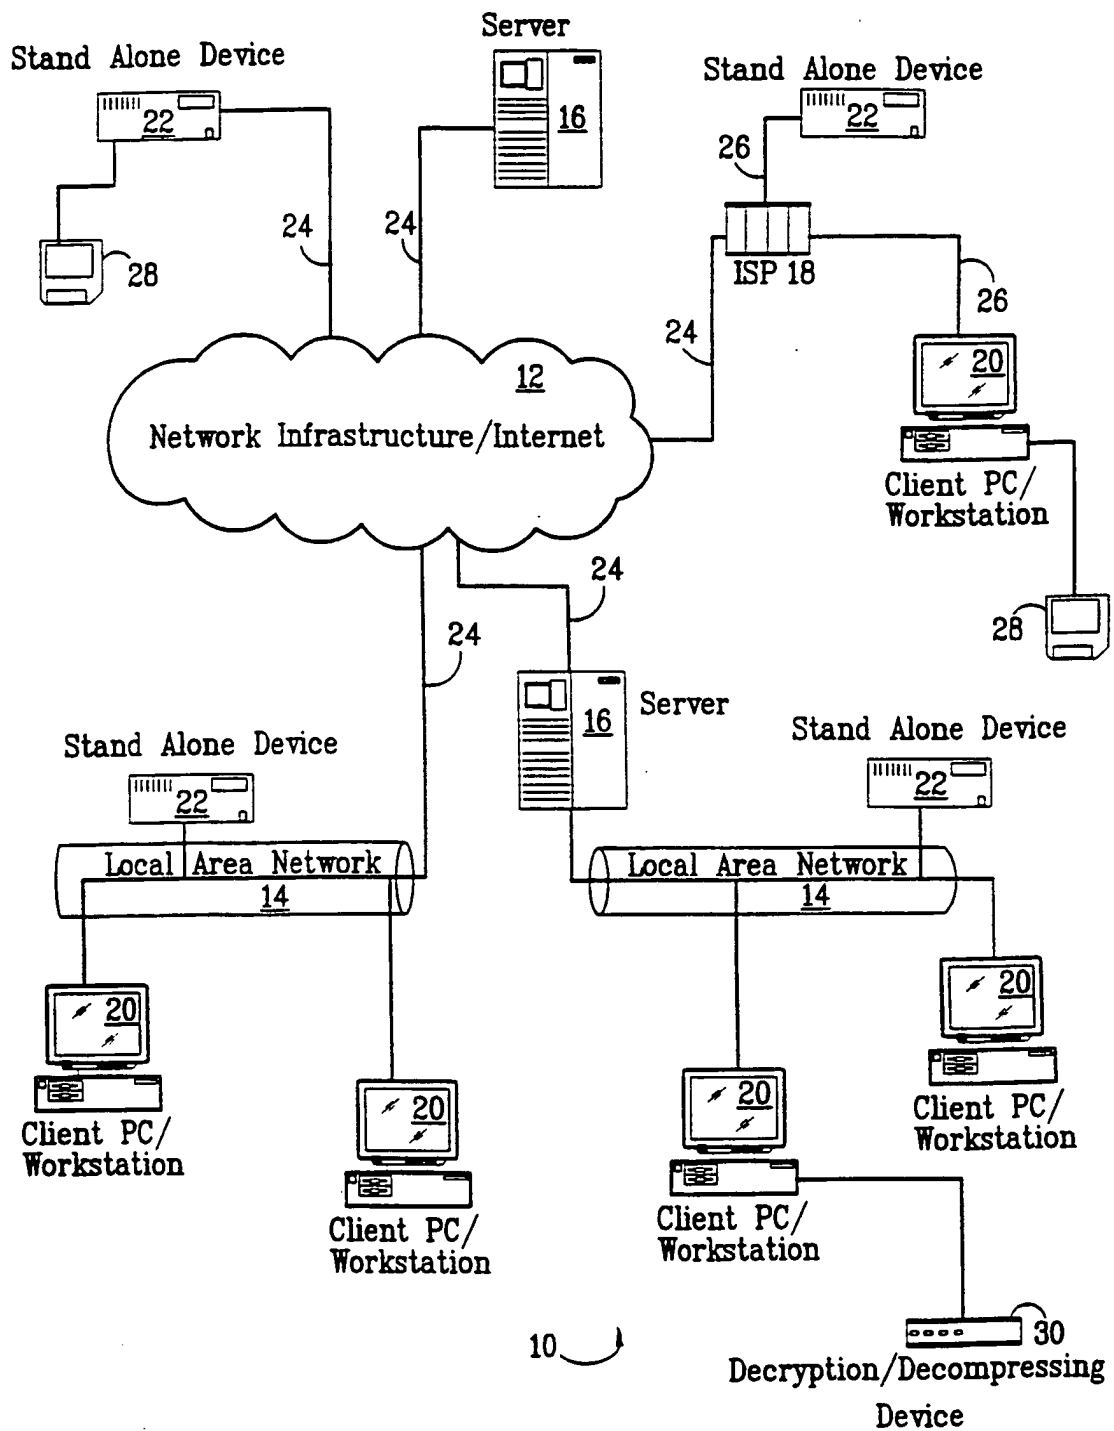 Server
Stand Alone Device
22
16
Stand Alone Device
22
26
24
24
28
ISP 18
26
24
12
20
Network Infrastructure/Internet
Client PC/
Workstation
24
28
24
16
Server
Stand Alone Device
22
Stand Alone Device
22
Local Area Network
14
Local Area Network
14
20
20
Client PC/
Workstation
20
Client PC/
Workstation
20
Client PC/
Workstation
Client PC/
Workstation
10
30
Decryption/Decompressing
Device